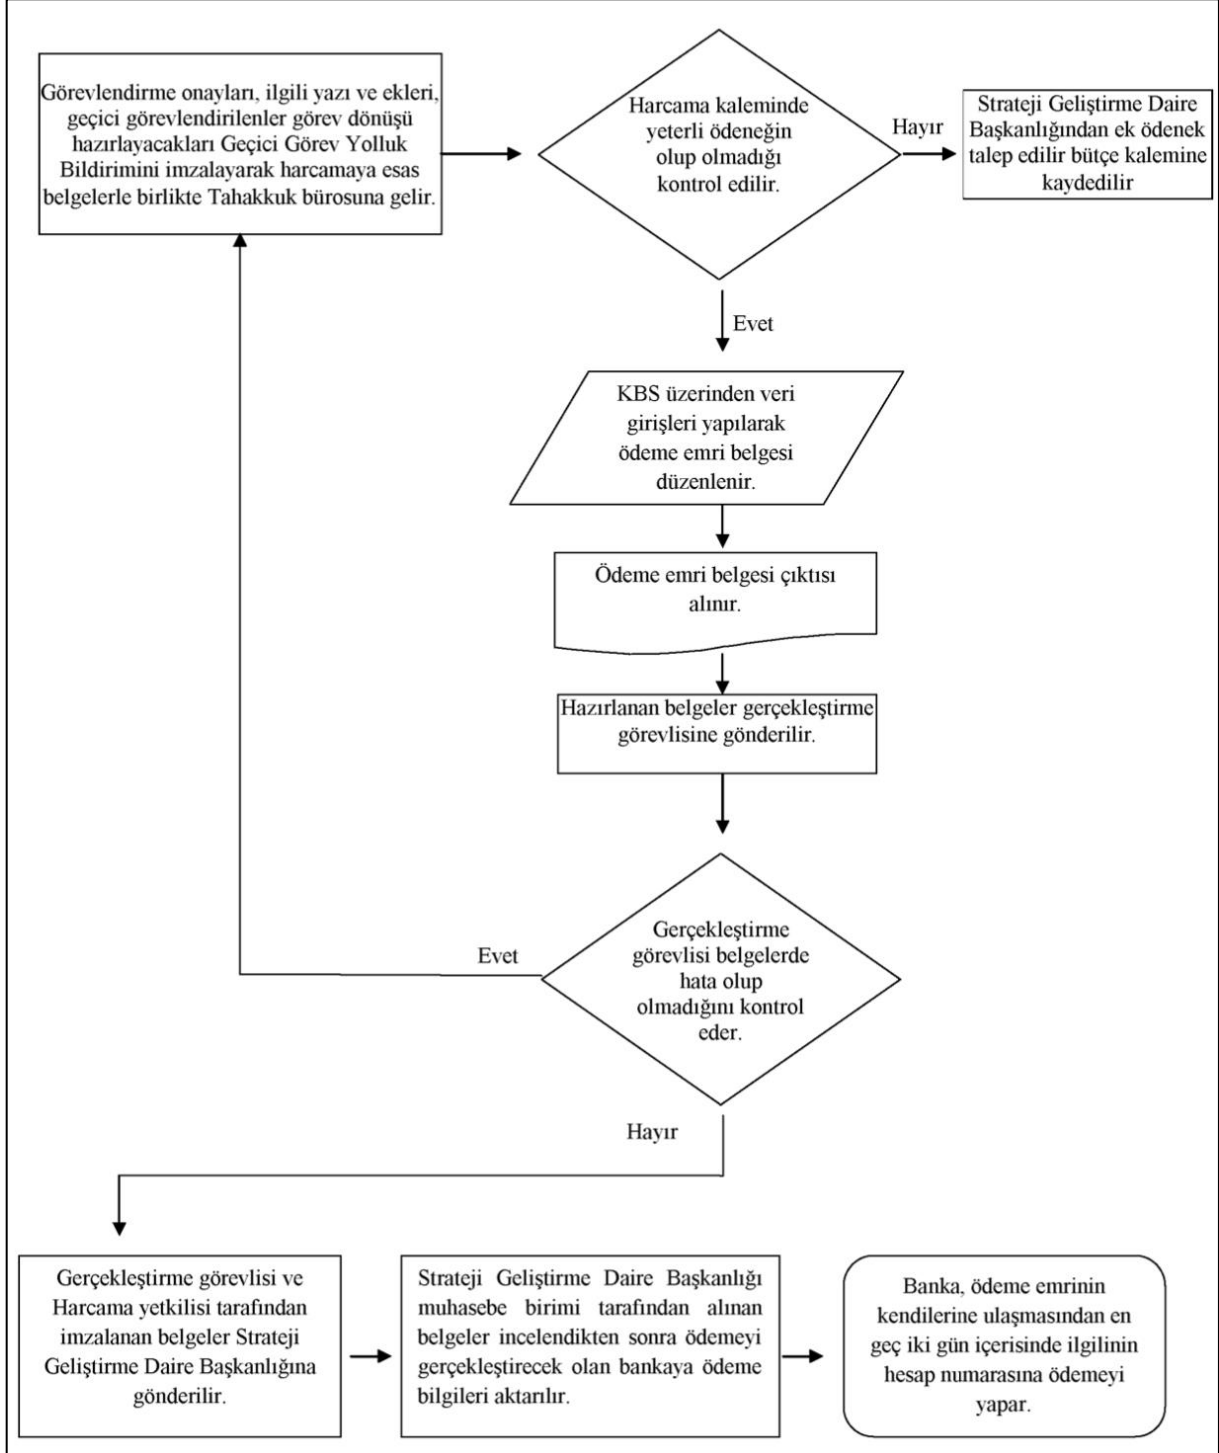 Görevlendirme onayları, ilgili yazı ve ekleri,
geçici görevlendirilenler görev dönüşü
hazırlayacakları Geçici Görev Yolluk
Bildirimini imzalayarak harcamaya esas
belgelerle birlikte Tahakkuk bürosuna gelir.
Harcama kaleminde
yeterli ödeneğin
olup olmadığı
kontrol edilir.
Hayır
Strateji Geliştirme Daire
Başkanlığından ek ödenek
talep edilir bütçe kalemine
kaydedilir
Evet
KBS üzerinden veri
girişleri yapılarak
ödeme emri belgesi
düzenlenir.
Ödeme emri belgesi çıktısı
alınır.
Hazırlanan belgeler gerçekleştirme
görevlisine gönderilir.
Gerçekleştirme
görevlisi belgelerde
hata olup
olmadığını kontrol
eder.
Evet
Hayır
Gerçekleştirme görevlisi ve
Harcama yetkilisi tarafından
imzalanan belgeler Strateji
Geliştirme Daire Başkanlığına
gönderilir.
Strateji Geliştirme Daire Başkanlığı
muhasebe birimi tarafından alınan
belgeler incelendikten sonra ödemeyi
gerçekleştirecek olan bankaya ödeme
bilgileri aktarılır.
Banka, ödeme emrinin
kendilerine ulaşmasından en
geç iki gün içerisinde ilgilinin
hesap numarasına ödemeyi
yapar.